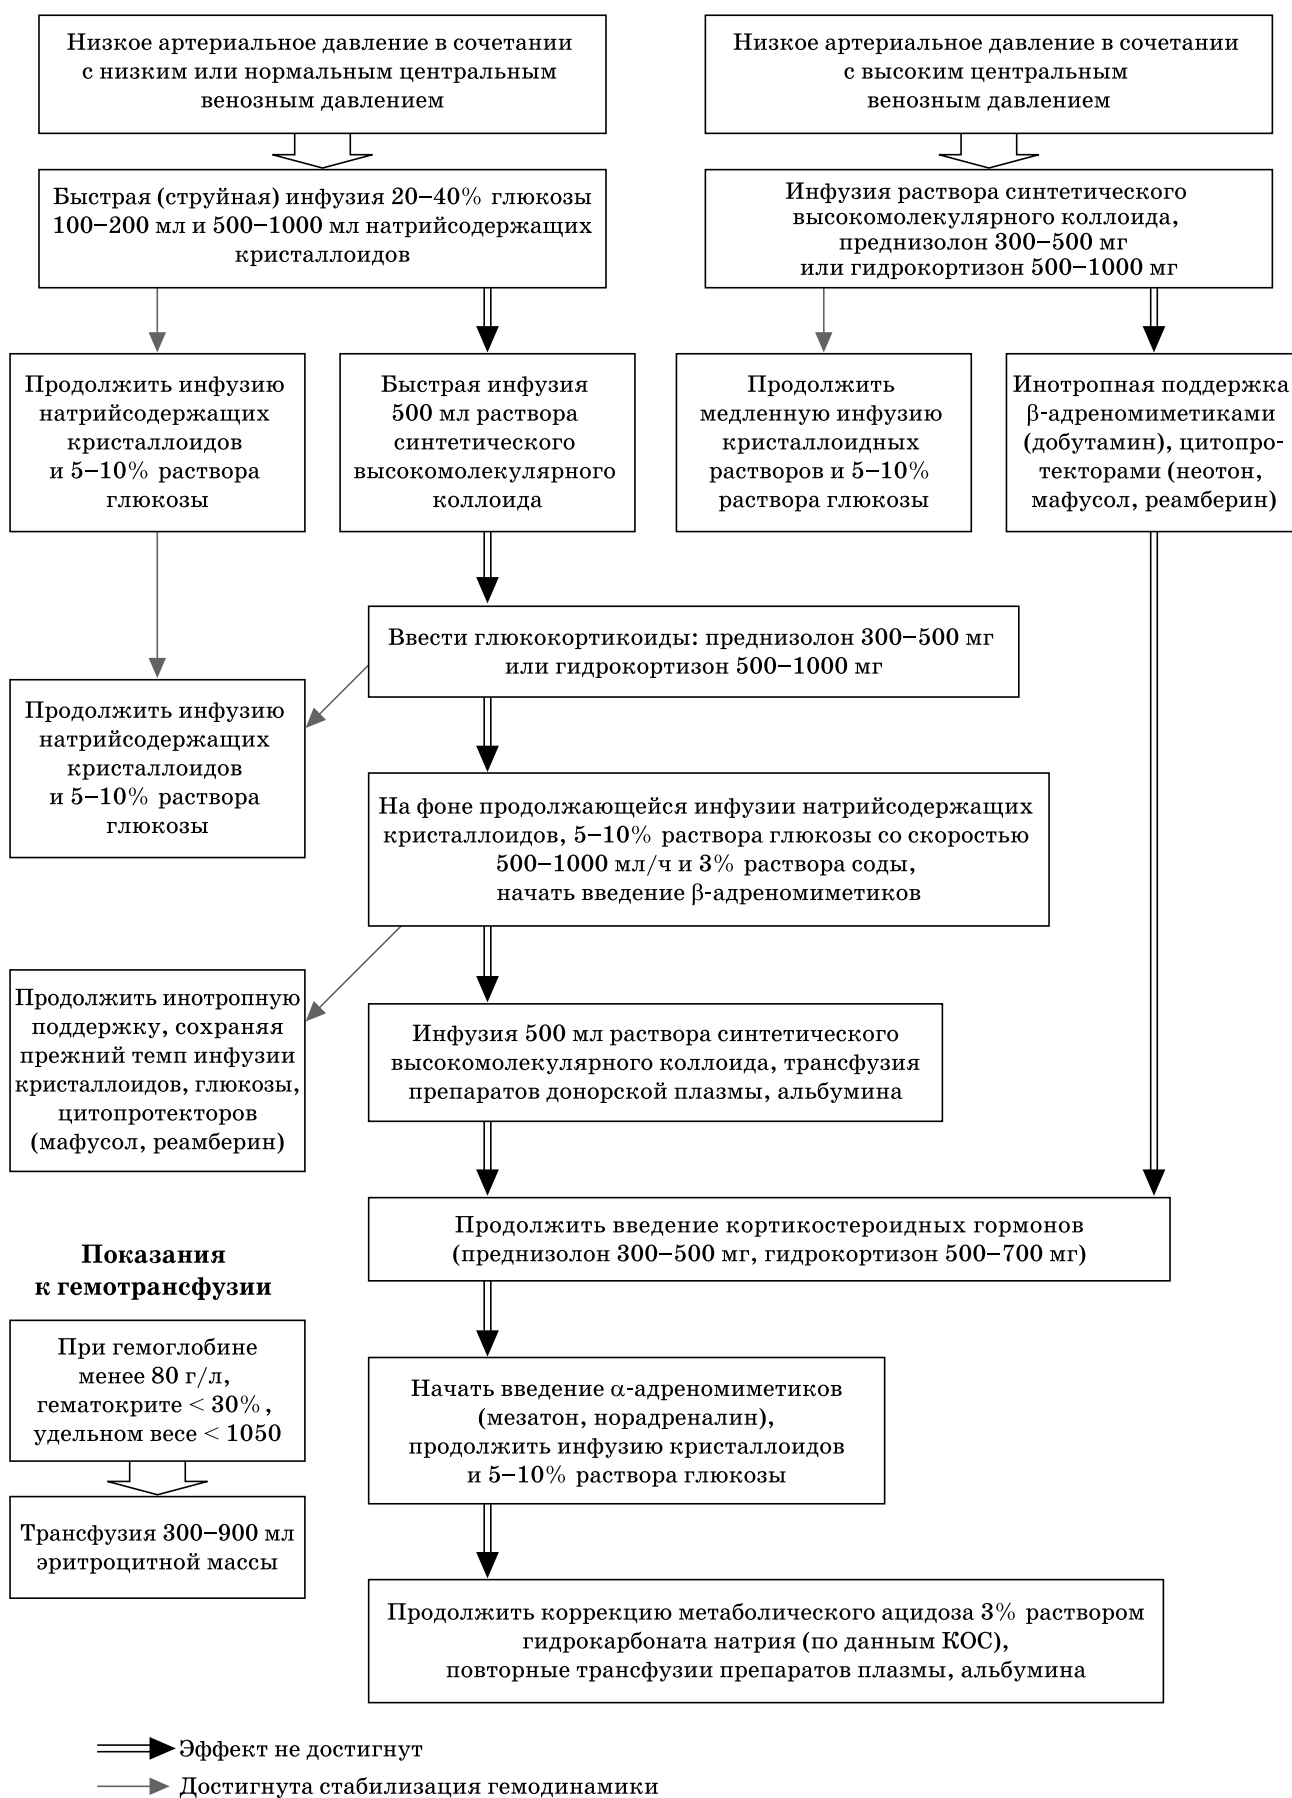 Низкое артериальное давление в сочетании
с низким или нормальным центральным
венозным давлением
Низкое артериальное давление в сочетании
с высоким центральным
венозным давлением
Быстрая (струйная) инфузия 20–40% глюкозы
100–200 мл и 500–1000 мл натрийсодержащих
кристаллоидов
Инфузия раствора синтетического
высокомолекулярного коллоида,
преднизолон 300–500 мг
или гидрокортизон 500–1000 мг
Продолжить инфузию
натрийсодержащих
кристаллоидов
и 5–10% раствора
глюкозы
Быстрая инфузия
500 мл раствора
синтетического
высокомолекулярного
коллоида
Продолжить
медленную инфузию
кристаллоидных
растворов и 5–10%
раствора глюкозы
Инотропная поддержка
β-адреномиметиками
(добутамин), цитопро-
текторами (неотон,
мафусол, реамберин)
Ввести глюкокортикоиды: преднизолон 300–500 мг
или гидрокортизон 500–1000 мг
Продолжить инфузию
натрийсодержащих
кристаллоидов
и 5–10% раствора
глюкозы
На фоне продолжающейся инфузии натрийсодержащих
кристаллоидов, 5–10% раствора глюкозы со скоростью
500–1000 мл/ч и 3% раствора соды,
начать введение β-адреномиметиков
Продолжить инотропную
поддержку, сохраняя
прежний темп инфузии
кристаллоидов, глюкозы,
цитопротекторов
(мафусол, реамберин)
Инфузия 500 мл раствора синтетического
высокомолекулярного коллоида, трансфузия
препаратов донорской плазмы, альбумина
Продолжить введение кортикостероидных гормонов
(преднизолон 300–500 мг, гидрокортизон 500–700 мг)
Показания
к гемотрансфузии
При гемоглобине
менее 80 г/л,
гематокрите < 30%,
удельном весе < 1050
Трансфузия 300–900 мл
эритроцитной массы
Начать введение α-адреномиметиков
(мезатон, норадреналин),
продолжить инфузию кристаллоидов
и 5–10% раствора глюкозы
Продолжить коррекцию метаболического ацидоза 3% раствором
гидрокарбоната натрия (по данным КОС),
повторные трансфузии препаратов плазмы, альбумина
Эффект не достигнут
Достигнута стабилизация гемодинамики